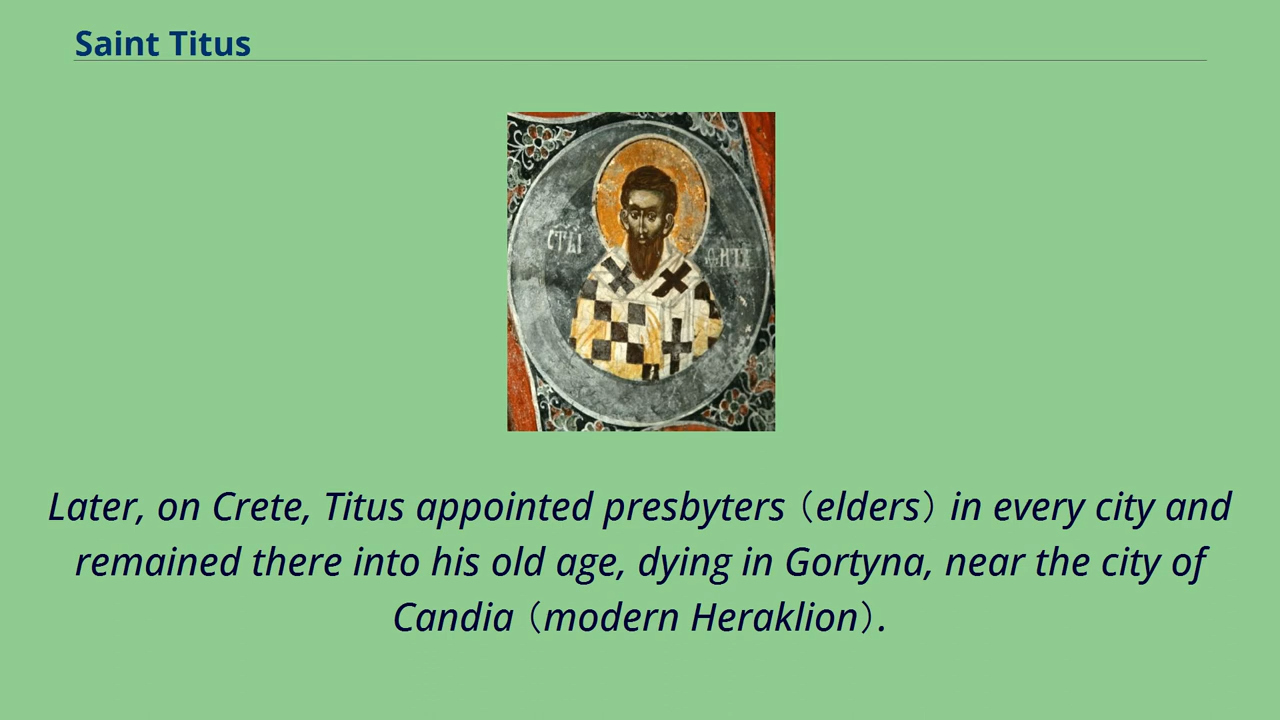 Saint Titus
Later, on Crete, Titus appointed presbyters (elders) in every city and
remained there into his old age, dying in Gortyna, near the city of
Candia (modern Heraklion).